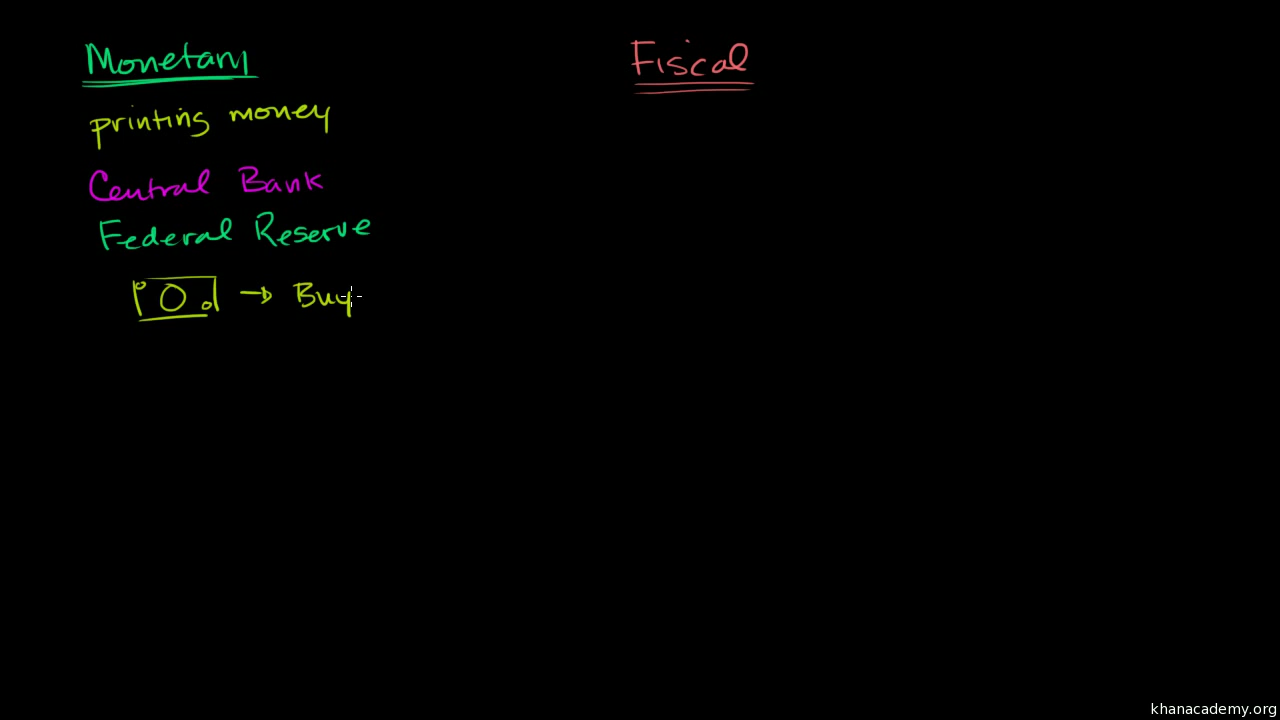 Monetary
Fiscal
printing money
Central Bank
Federal Reserve
→ Buy
khanacademy.org